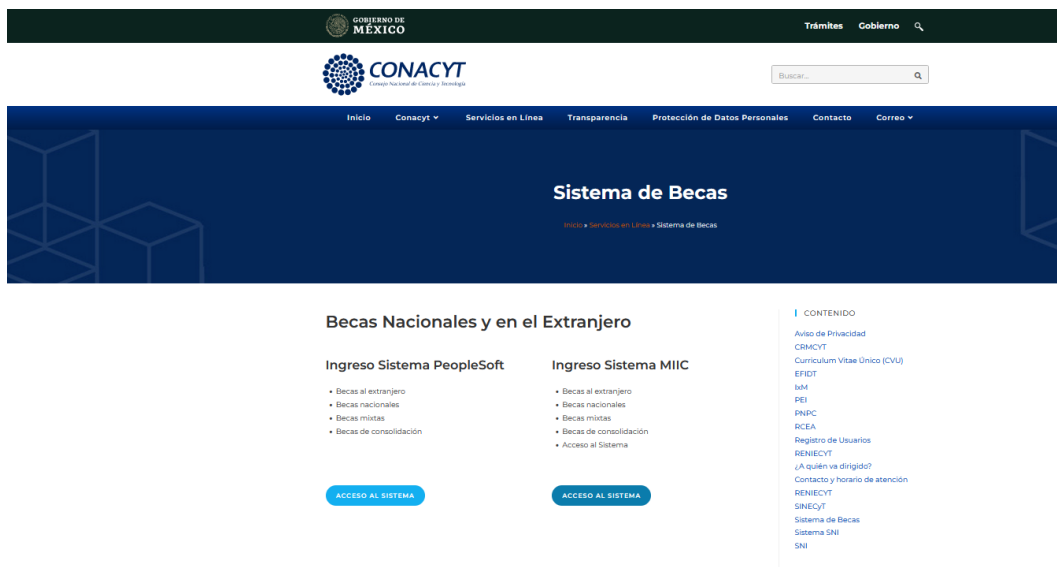 GOBIERNO DE
MÉXICO
Trámites Gobierno
CONACYT
Consejo Nacional de Ciencia y Tecnología
Buscar...
Inicio Conacyt Servicios en Línea Transparencia Protección de Datos Personales Contacto Correo
Sistema de Becas
Inicio » Servicios en Línea » Sistema de Becas
Becas Nacionales y en el Extranjero
Ingreso Sistema PeopleSoft
• Becas al extranjero
• Becas nacionales
• Becas mixtas
• Becas de consolidación
ACCESO AL SISTEMA
Ingreso Sistema MIIC
• Becas al extranjero
• Becas nacionales
• Becas mixtas
• Becas de consolidación
• Acceso al Sistema
ACCESO AL SISTEMA
CONTENIDO
Aviso de Privacidad
CRMCYT
Curriculum Vitae Único (CVU)
EFIDT
IxM
PEI
PNPC
RCEA
Registro de Usuarios
RENIECYT
¿A quién va dirigido?
Contacto y horario de atención
RENIECYT
SINECyT
Sistema de Becas
Sistema SNI
SNI